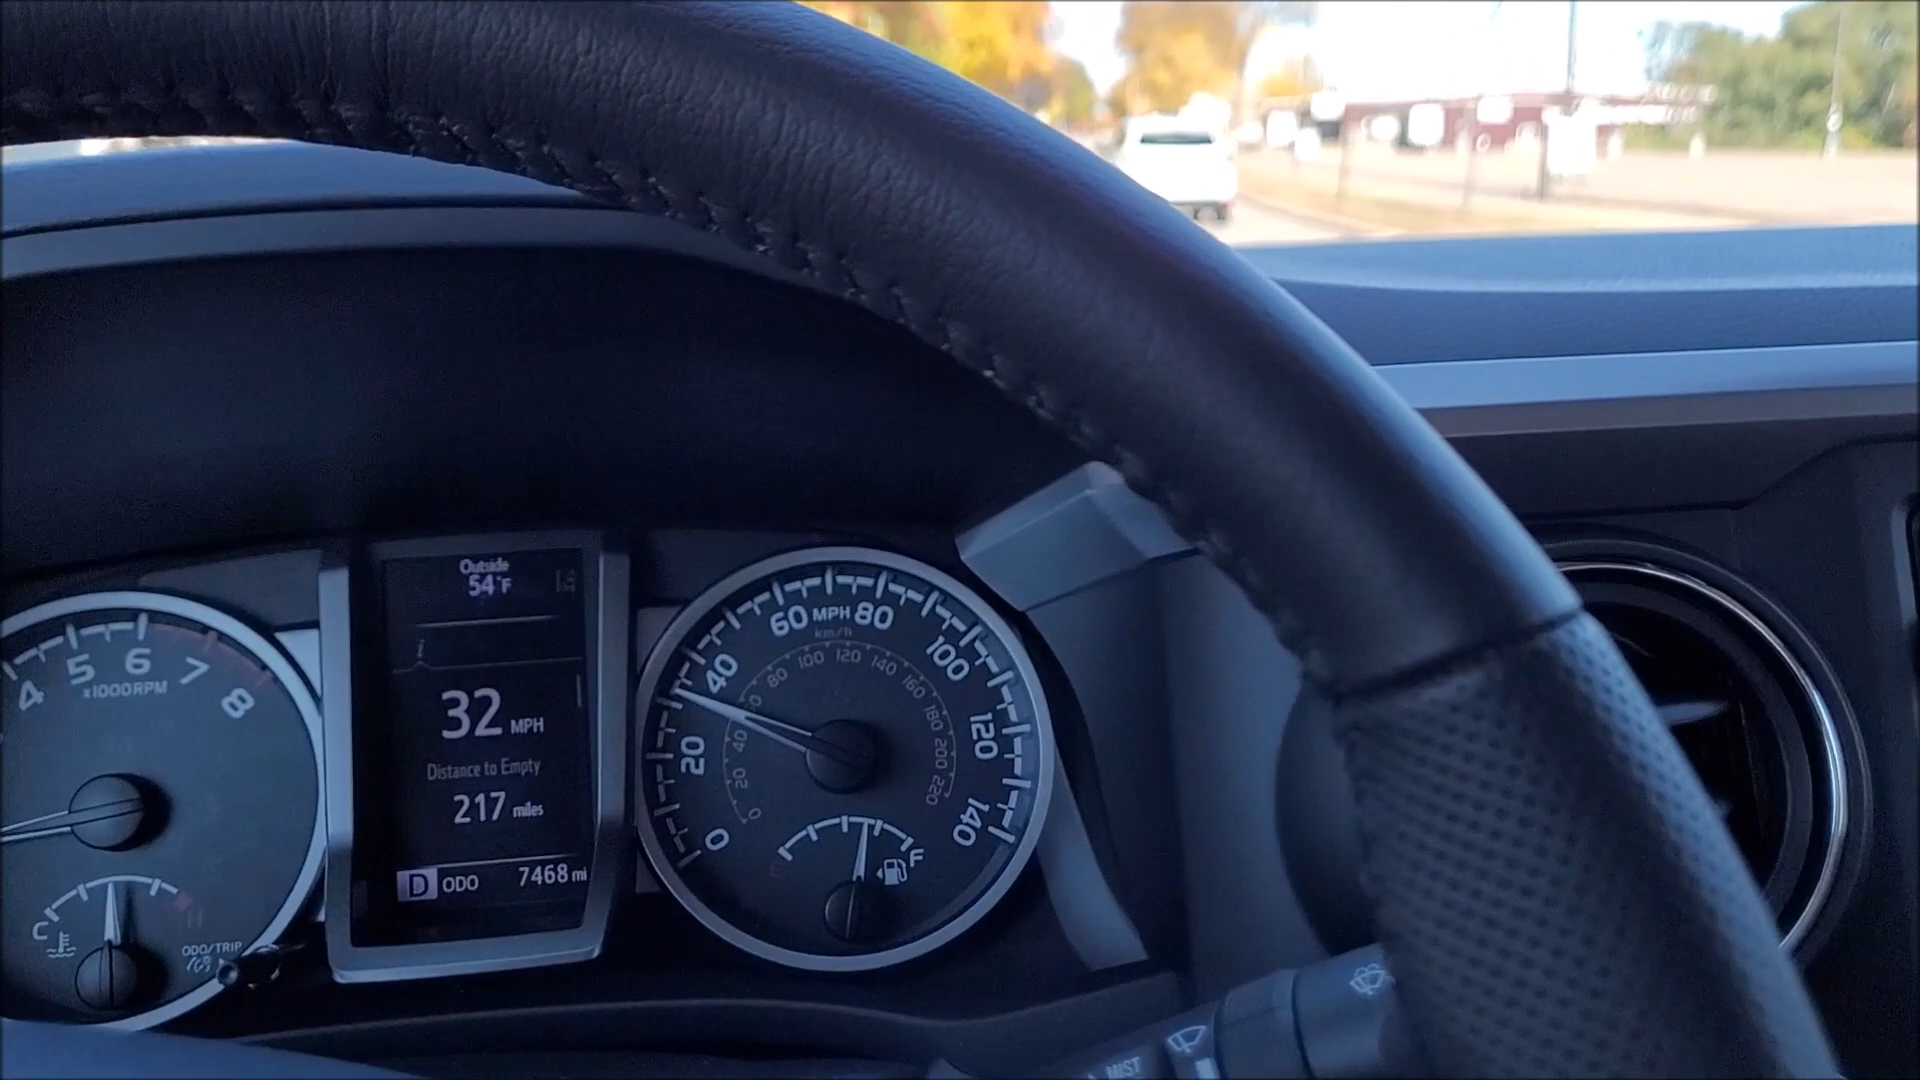 4 5 6 7 8
x1000RPM
C H
ODO/TRIP
Outside
54°F
i
32 MPH
Distance to Empty
217 miles
D ODO 7468 mi
0 20 40 60 MPH 80 100 120 140
km/h
0 20 40 60 80 100 120 140 160 180 200 220
F
MIST